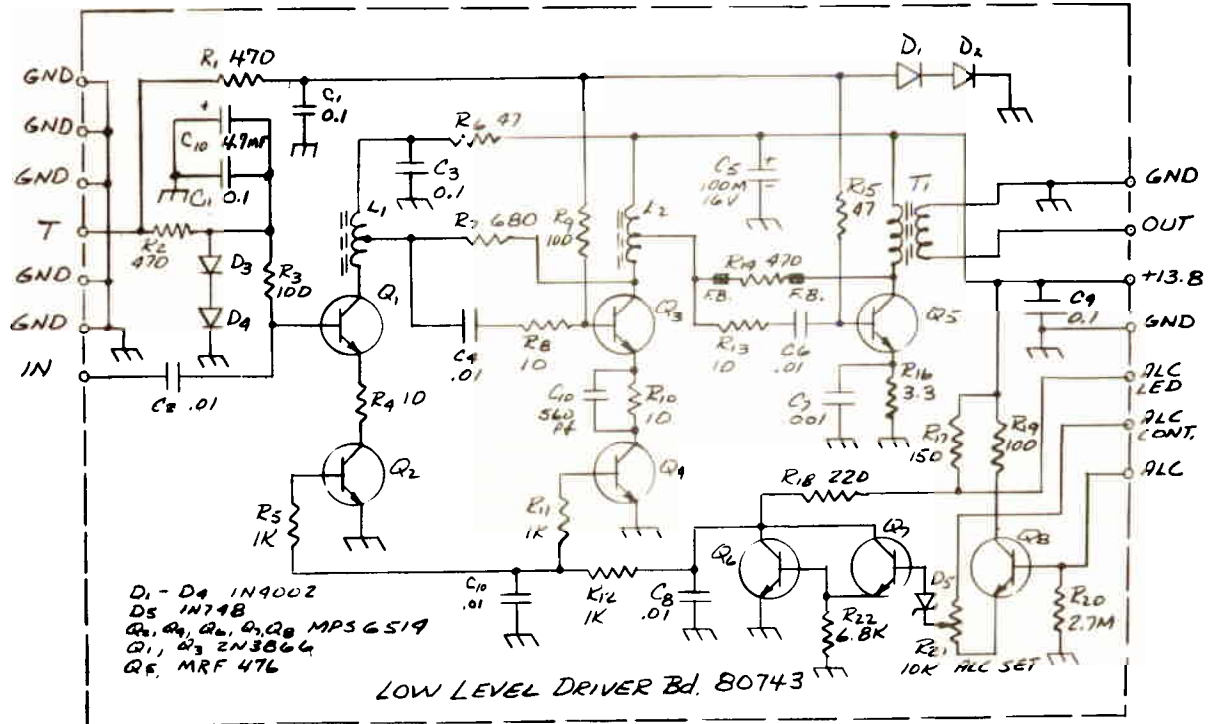 GND
GND
GND
T
GND
GND
IN
R1 470
C1
0.1
+
C10 4.7MF
C11 0.1
R2
470
D3
D4
R3
100
C8 .01
L1
C3
0.1
R6 47
R7 680
Q1
R4 10
Q2
R5
1K
C4
.01
R8
10
R9
100
L2
Q3
C10
560
Pf
R10
10
Q4
R11
1K
C5 +
100M
16V
R14 470
F.B. F.B.
R13
10
C6
.01
R15
47
T1
Q5
C7
.001
R16
3.3
D1 D2
GND
OUT
+13.8
C9
0.1
GND
ALC
LED
ALC
CONT.
ALC
R17
150
R19
100
R18 220
Q6
Q7
Q8
D5
R20
2.7M
R21
10K ALC SET
R22
6.8K
C8
.01
R12
1K
C10
.01
D1 - D4 1N4002
D5 1N748
Q2, Q4, Q6, Q7, Q8 MPS 6514
Q1, Q3 2N3866
Q5, MRF 476
LOW LEVEL DRIVER Bd. 80743